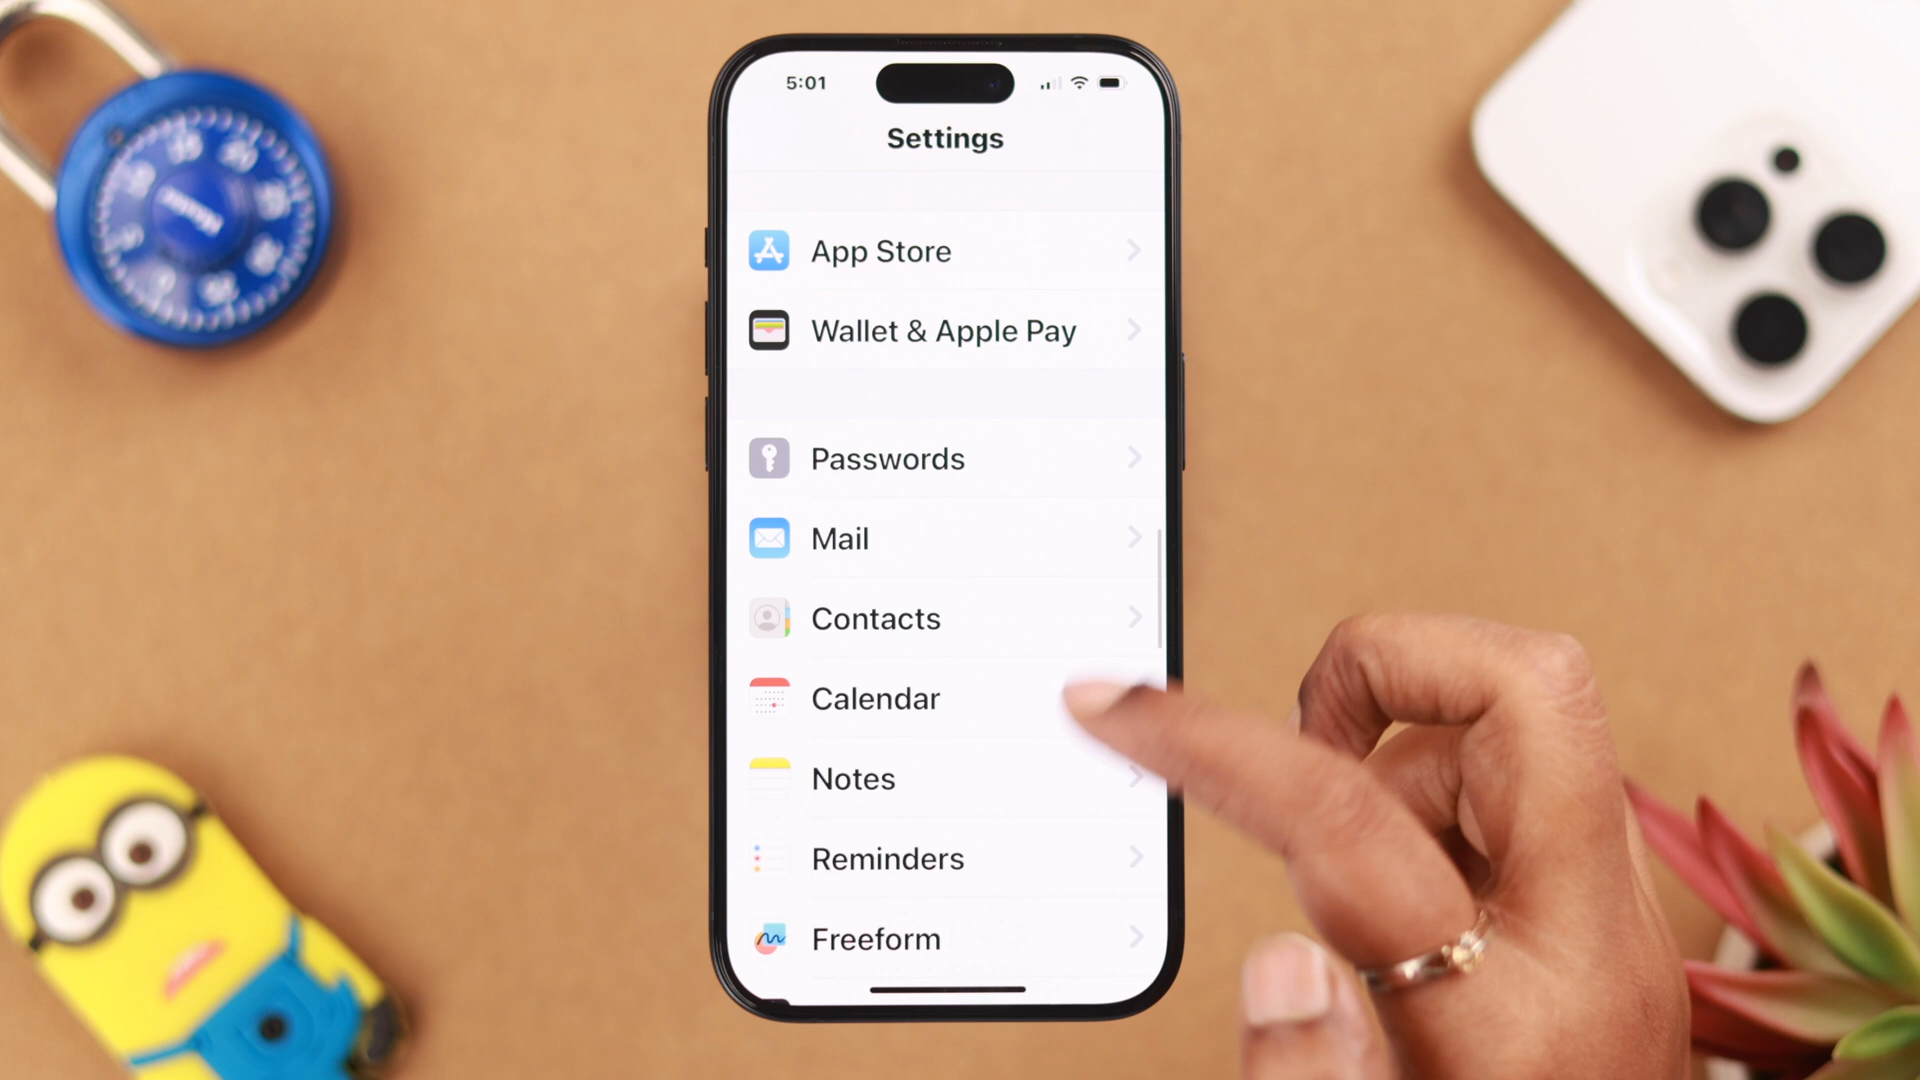 5:01
Settings
App Store
Wallet & Apple Pay
Passwords
Mail
Contacts
Calendar
Notes
Reminders
Freeform